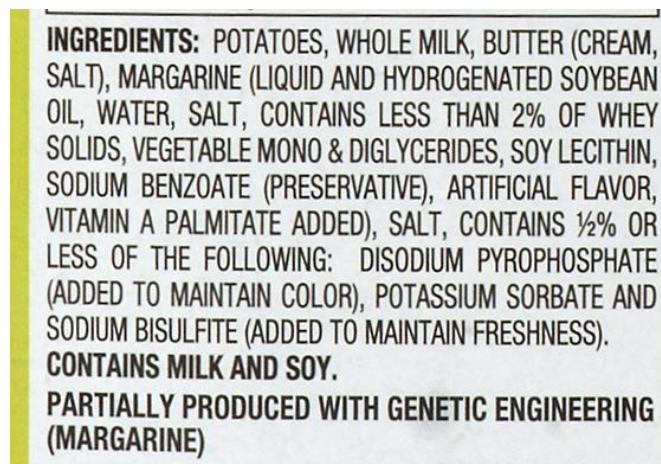 INGREDIENTS: POTATOES, WHOLE MILK, BUTTER (CREAM,
SALT), MARGARINE (LIQUID AND HYDROGENATED SOYBEAN
OIL, WATER, SALT, CONTAINS LESS THAN 2% OF WHEY
SOLIDS, VEGETABLE MONO & DIGLYCERIDES, SOY LECITHIN,
SODIUM BENZOATE (PRESERVATIVE), ARTIFICIAL FLAVOR,
VITAMIN A PALMITATE ADDED), SALT, CONTAINS ½% OR
LESS OF THE FOLLOWING: DISODIUM PYROPHOSPHATE
(ADDED TO MAINTAIN COLOR), POTASSIUM SORBATE AND
SODIUM BISULFITE (ADDED TO MAINTAIN FRESHNESS).
CONTAINS MILK AND SOY.
PARTIALLY PRODUCED WITH GENETIC ENGINEERING
(MARGARINE)